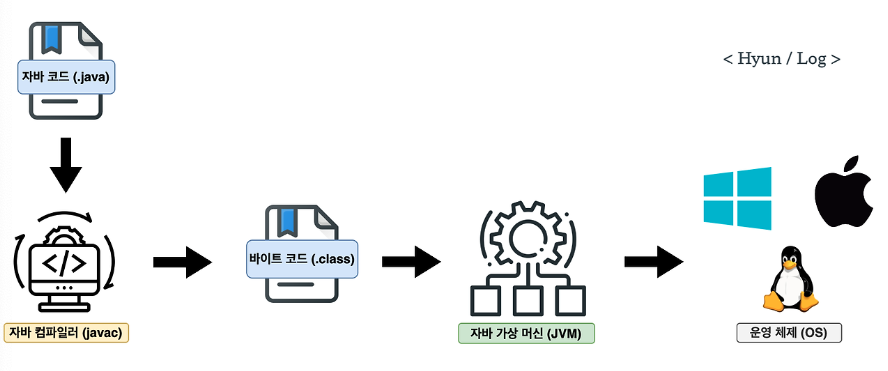 자바 코드 (.java)
< Hyun / Log >
</>
바이트 코드 (.class)
자바 컴파일러 (javac)
자바 가상 머신 (JVM)
운영 체제 (OS)